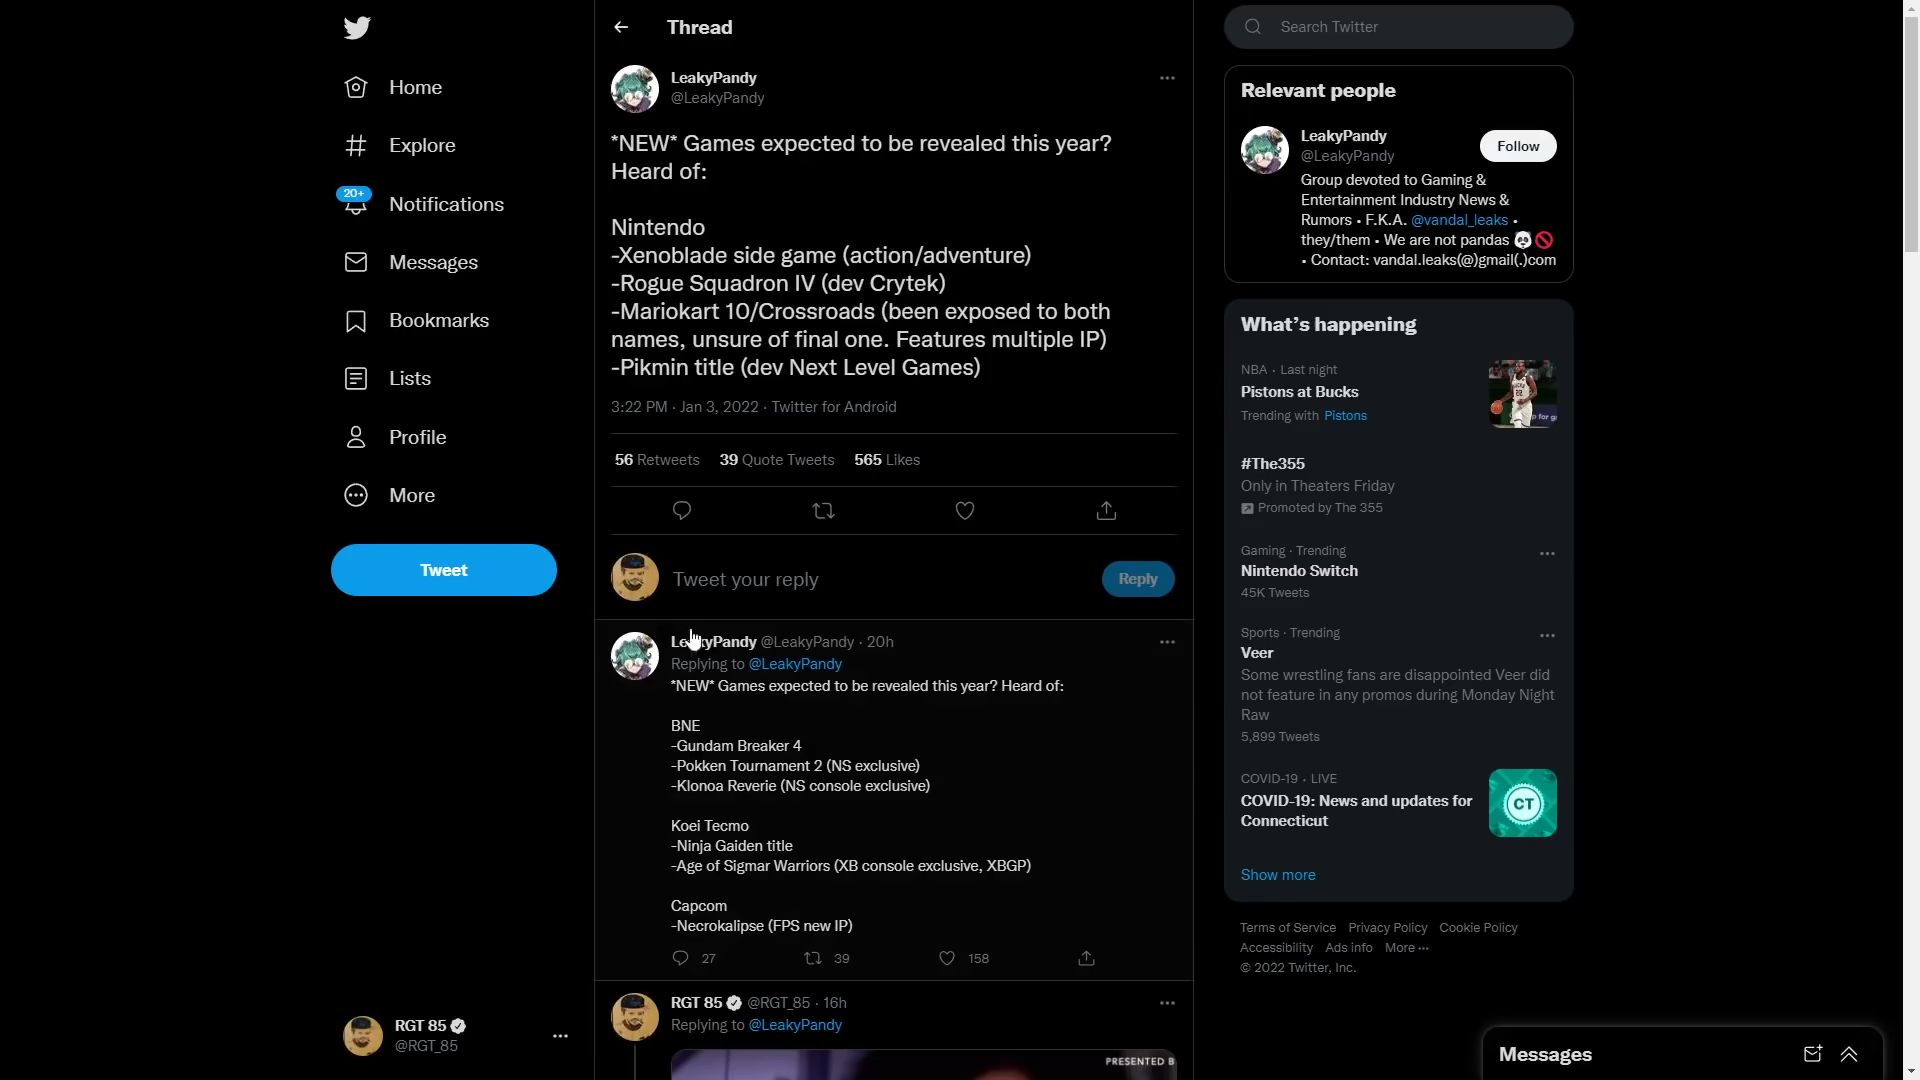 Home
Explore
20+
Notifications
Messages
Bookmarks
Lists
Profile
More
Tweet
RGT 85
@RGT_85
Thread
LeakyPandy
@LeakyPandy
*NEW* Games expected to be revealed this year?
Heard of:
Nintendo
-Xenoblade side game (action/adventure)
-Rogue Squadron IV (dev Crytek)
-Mariokart 10/Crossroads (been exposed to both
names, unsure of final one. Features multiple IP)
-Pikmin title (dev Next Level Games)
3:22 PM · Jan 3, 2022 · Twitter for Android
56 Retweets 39 Quote Tweets 565 Likes
Tweet your reply
Reply
LeakyPandy @LeakyPandy · 20h
Replying to @LeakyPandy
*NEW* Games expected to be revealed this year? Heard of:
BNE
-Gundam Breaker 4
-Pokken Tournament 2 (NS exclusive)
-Klonoa Reverie (NS console exclusive)
Koei Tecmo
-Ninja Gaiden title
-Age of Sigmar Warriors (XB console exclusive, XBGP)
Capcom
-Necrokalipse (FPS new IP)
27 39 158
RGT 85 @RGT_85 · 16h
Replying to @LeakyPandy
PRESENTED B
Search Twitter
Relevant people
LeakyPandy
@LeakyPandy
Follow
Group devoted to Gaming &
Entertainment Industry News &
Rumors • F.K.A. @vandal_leaks •
they/them • We are not pandas 🐼🚫
• Contact: vandal.leaks(@)gmail(.)com
What's happening
NBA · Last night
Pistons at Bucks
Trending with Pistons
#The355
Only in Theaters Friday
Promoted by The 355
Gaming · Trending
Nintendo Switch
45K Tweets
Sports · Trending
Veer
Some wrestling fans are disappointed Veer did
not feature in any promos during Monday Night
Raw
5,899 Tweets
COVID-19 · LIVE
COVID-19: News and updates for
Connecticut
CT
Show more
Terms of Service Privacy Policy Cookie Policy
Accessibility Ads info More ···
© 2022 Twitter, Inc.
Messages